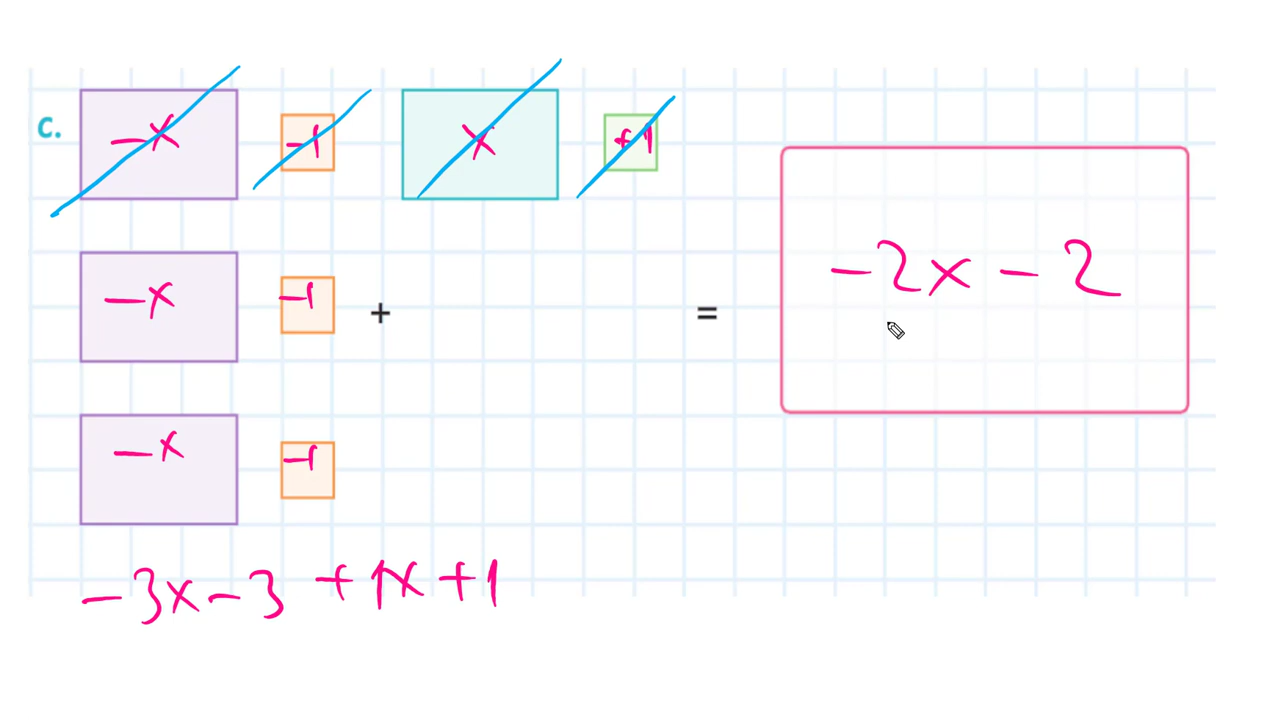 c. -x -1 x +1
-x -1 + = -2x - 2
-x -1
-3x - 3 + 1x + 1